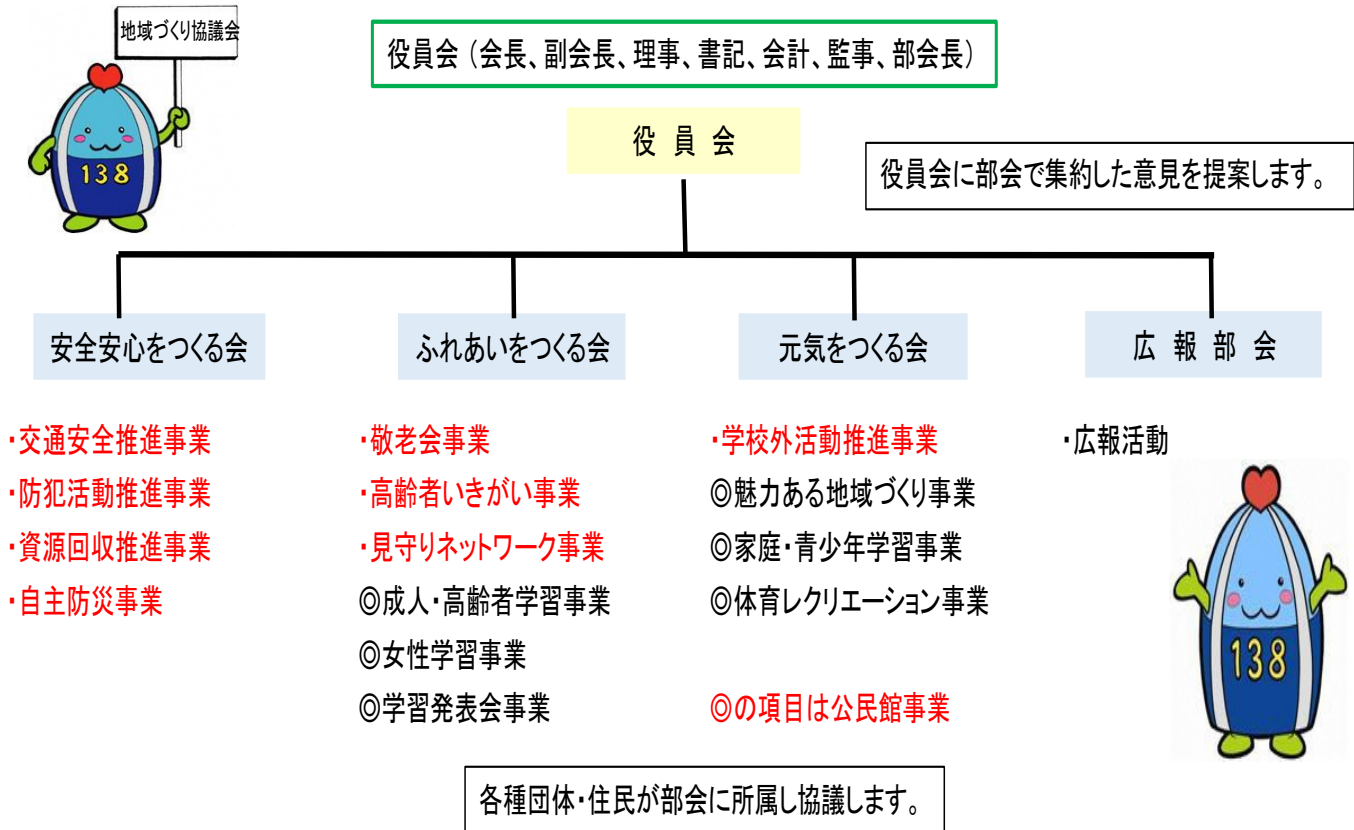 地域づくり協議会
役員会（会長、副会長、理事、書記、会計、監事、部会長）
役 員 会
役員会に部会で集約した意見を提案します。
138
安全安心をつくる会
・交通安全推進事業
・防犯活動推進事業
・資源回収推進事業
・自主防災事業
ふれあいをつくる会
・敬老会事業
・高齢者いきがい事業
・見守りネットワーク事業
◎成人・高齢者学習事業
◎女性学習事業
◎学習発表会事業
元気をつくる会
・学校外活動推進事業
◎魅力ある地域づくり事業
◎家庭・青少年学習事業
◎体育レクリエーション事業
◎の項目は公民館事業
広 報 部 会
・広報活動
138
各種団体・住民が部会に所属し協議します。